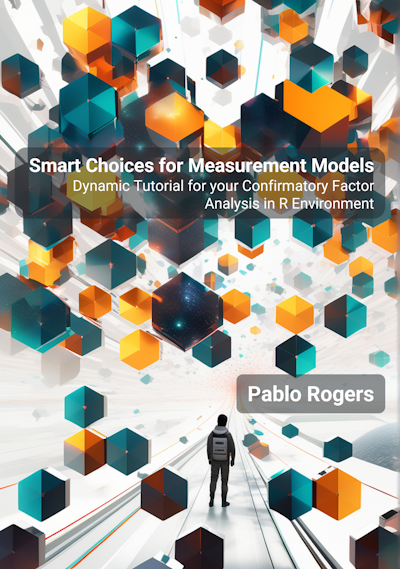 Smart Choices for Measurement Models
Dynamic Tutorial for your Confirmatory Factor
Analysis in R Environment
Pablo Rogers